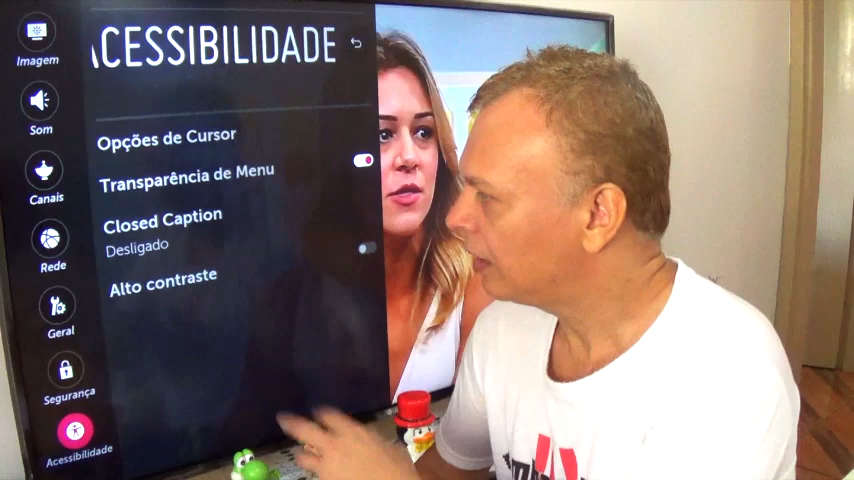 ACESSIBILIDADE
Imagem
Som
Canais
Rede
Geral
Segurança
Acessibilidade
Opções de Cursor
Transparência de Menu
Closed Caption
Desligado
Alto contraste